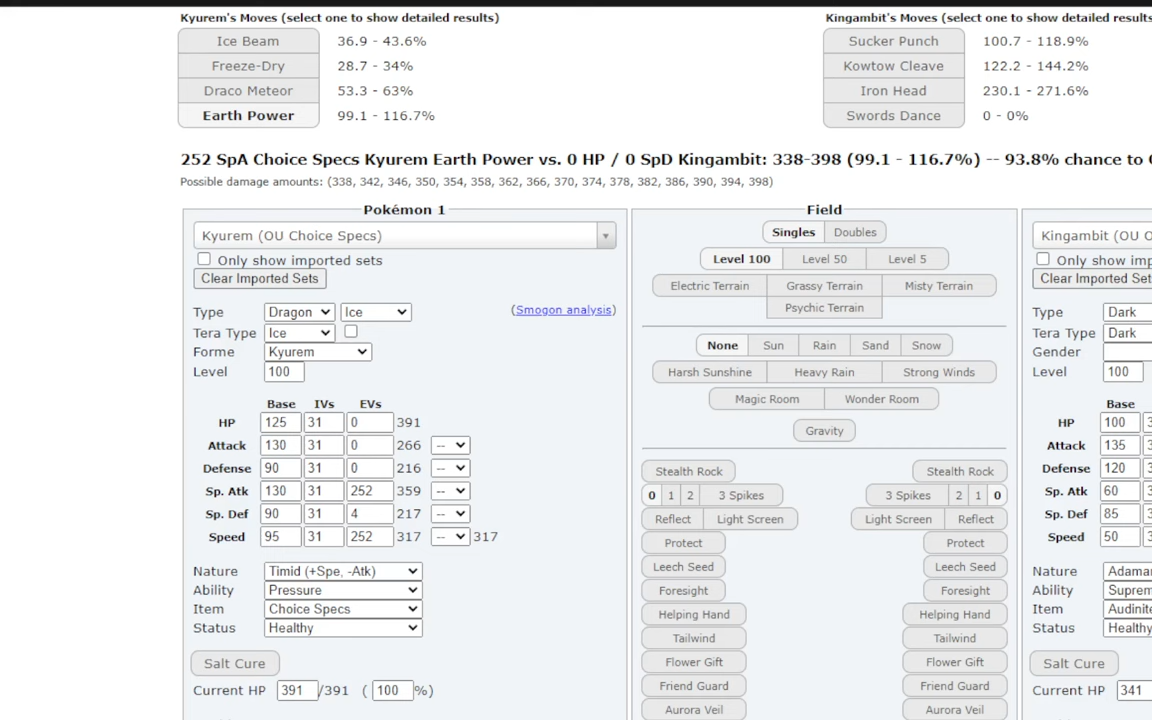 Kyurem's Moves (select one to show detailed results) Kingambit's Moves (select one to show detailed results
Ice Beam 36.9 - 43.6% Sucker Punch 100.7 - 118.9%
Freeze-Dry 28.7 - 34% Kowtow Cleave 122.2 - 144.2%
Draco Meteor 53.3 - 63% Iron Head 230.1 - 271.6%
Earth Power 99.1 - 116.7% Swords Dance 0 - 0%
252 SpA Choice Specs Kyurem Earth Power vs. 0 HP / 0 SpD Kingambit: 338-398 (99.1 - 116.7%) -- 93.8% chance to
Possible damage amounts: (338, 342, 346, 350, 354, 358, 362, 366, 370, 374, 378, 382, 386, 390, 394, 398)
Pokémon 1
Kyurem (OU Choice Specs)
Only show imported sets
Clear Imported Sets
Type Dragon Ice (Smogon analysis)
Tera Type Ice
Forme Kyurem
Level 100
Base IVs EVs
HP 125 31 0 391
Attack 130 31 0 266 --
Defense 90 31 0 216 --
Sp. Atk 130 31 252 359 --
Sp. Def 90 31 4 217 --
Speed 95 31 252 317 -- 317
Nature Timid (+Spe, -Atk)
Ability Pressure
Item Choice Specs
Status Healthy
Salt Cure
Current HP 391 /391 ( 100 %)
Field
Singles Doubles
Level 100 Level 50 Level 5
Electric Terrain Grassy Terrain Misty Terrain
Psychic Terrain
None Sun Rain Sand Snow
Harsh Sunshine Heavy Rain Strong Winds
Magic Room Wonder Room
Gravity
Stealth Rock Stealth Rock
0 1 2 3 Spikes 3 Spikes 2 1 0
Reflect Light Screen Light Screen Reflect
Protect Protect
Leech Seed Leech Seed
Foresight Foresight
Helping Hand Helping Hand
Tailwind Tailwind
Flower Gift Flower Gift
Friend Guard Friend Guard
Aurora Veil Aurora Veil
Kingambit (OU
Only show imp
Clear Imported Se
Type Dark
Tera Type Dark
Gender
Level 100
Base
HP 100
Attack 135
Defense 120
Sp. Atk 60
Sp. Def 85
Speed 50
Nature Adama
Ability Suprem
Item Audinite
Status Healthy
Salt Cure
Current HP 341